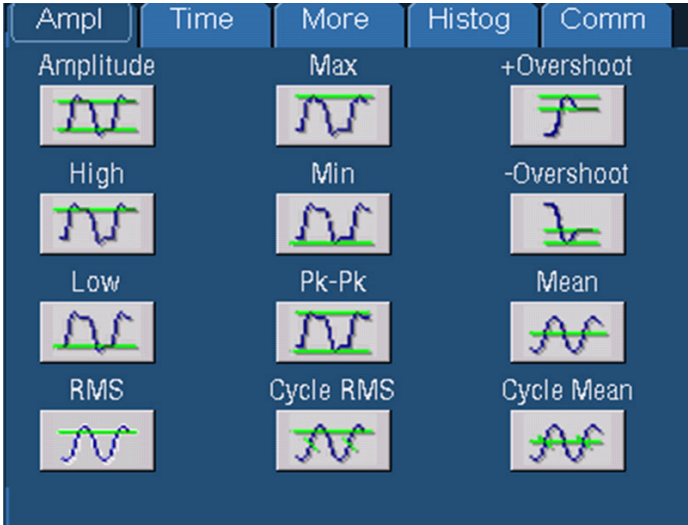 Ampl Time More Histog Comm
Amplitude Max +Overshoot
High Min -Overshoot
Low Pk-Pk Mean
RMS Cycle RMS Cycle Mean